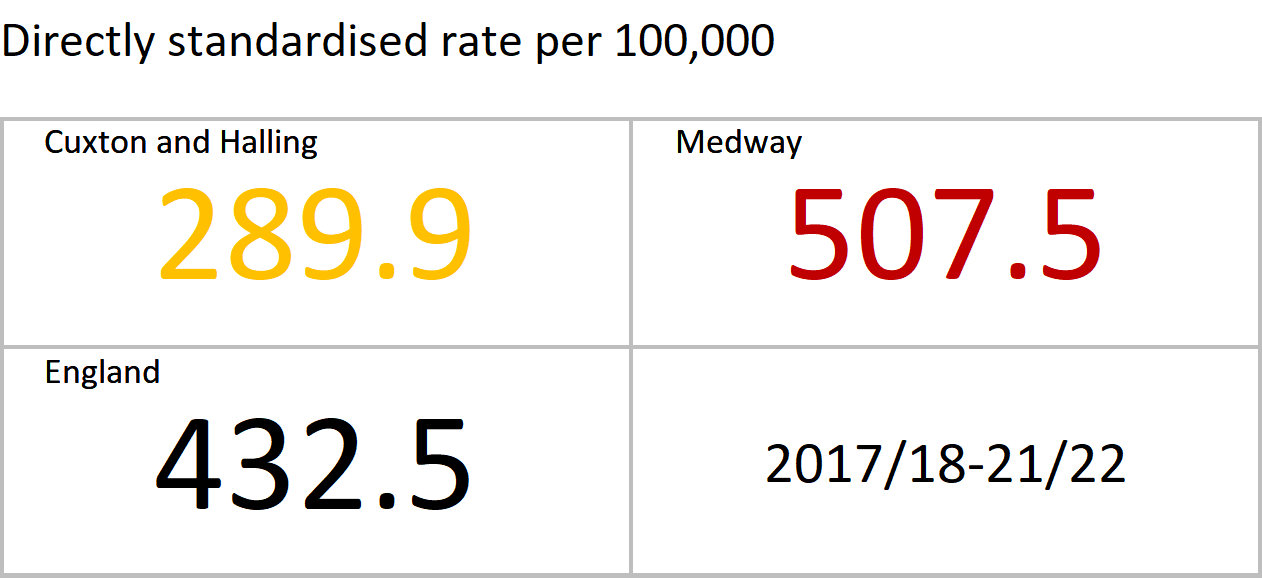 Directly standardised rate per 100,000
Cuxton and Halling
289.9
Medway
507.5
England
432.5
2017/18-21/22